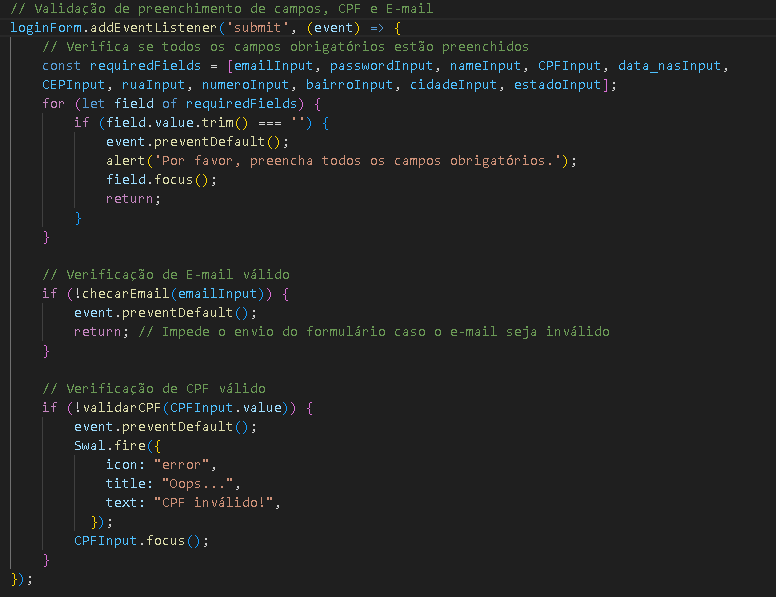 // Validação de preenchimento de campos, CPF e E-mail
loginForm.addEventListener('submit', (event) => {
    // Verifica se todos os campos obrigatórios estão preenchidos
    const requiredFields = [emailInput, passwordInput, nameInput, CPFInput, data_nasInput,
    CEPInput, ruaInput, numeroInput, bairroInput, cidadeInput, estadoInput];
    for (let field of requiredFields) {
        if (field.value.trim() === '') {
            event.preventDefault();
            alert('Por favor, preencha todos os campos obrigatórios.');
            field.focus();
            return;
        }
    }

    // Verificação de E-mail válido
    if (!checarEmail(emailInput)) {
        event.preventDefault();
        return; // Impede o envio do formulário caso o e-mail seja inválido
    }

    // Verificação de CPF válido
    if (!validarCPF(CPFInput.value)) {
        event.preventDefault();
        Swal.fire({
            icon: "error",
            title: "Oops...",
            text: "CPF inválido!",
          });
        CPFInput.focus();
    }
});